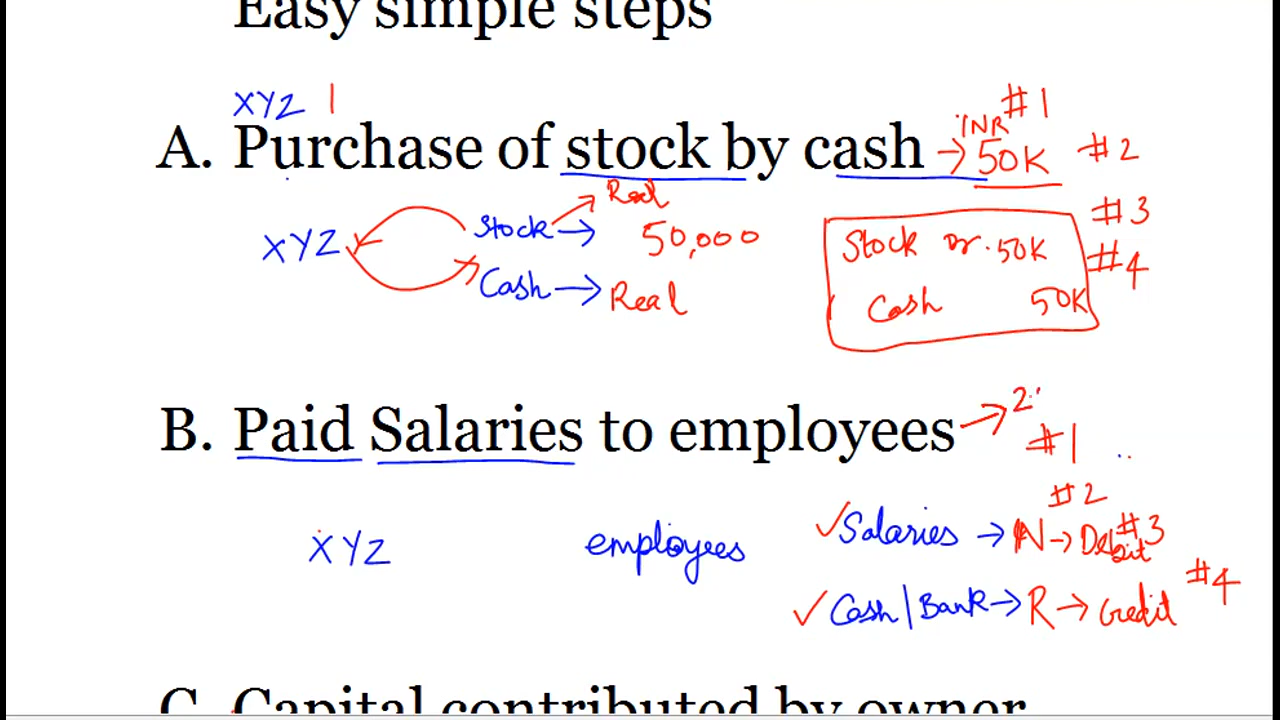 Easy simple steps
XYZ 1
#1
A. Purchase of stock by cash → INR 50K #2
Real
#3
XYZ Stock → 50,000
Stock Dr. 50K
#4
Cash → Real
Cash 50K
B. Paid Salaries to employees → 2
#1
#2
XYZ employees Salaries → N → Debit #3
#4
Cash/Bank → R → Credit
C. Capital contributed by owner